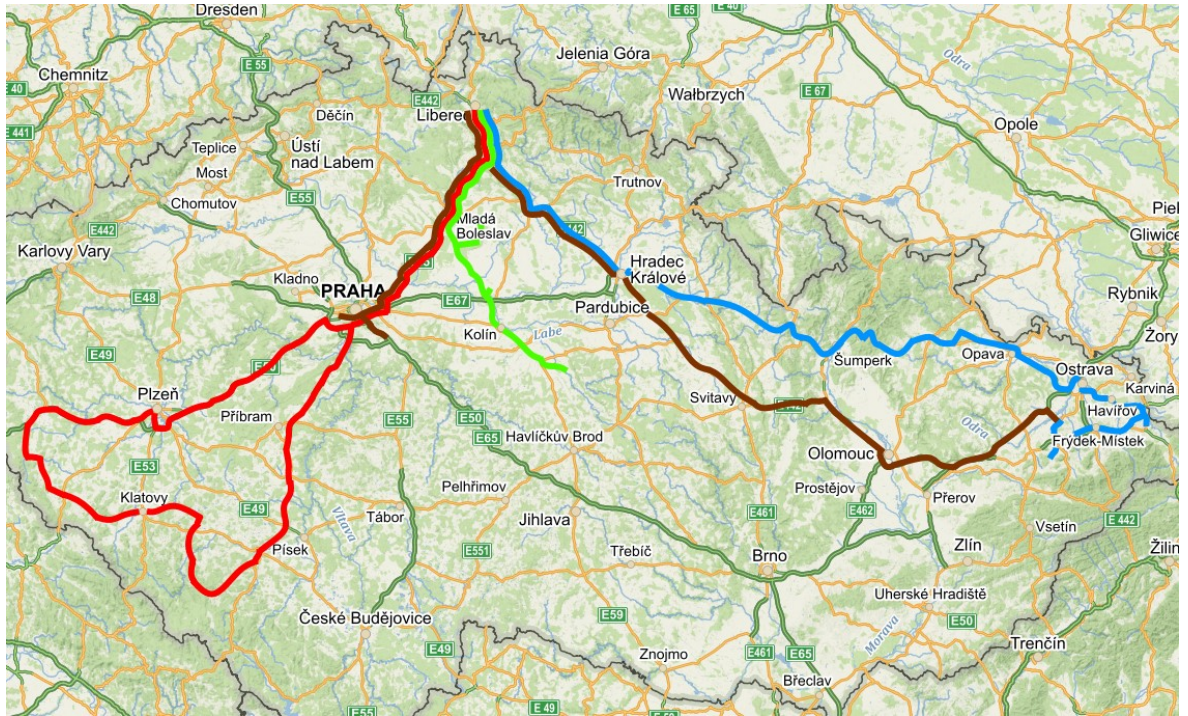 Dresden
E 65
E 40
Chemnitz
E 55
Jelenia Góra
Odra
E 40
E442
Wałbrzych
E 67
Děčín
Liberec
E 441
Opole
Teplice
Ústí
nad Labem
Most
Trutnov
Chomutov
E55
Mladá
Boleslav
E442
Karlovy Vary
Gliwice
Kladno
Hradec
Králové
PRAHA
E48
E67
Rybnik
Pardubice
Kolín
Labe
Żory
E49
Šumperk
Opava
Ostrava
Karviná
Plzeň
Příbram
Svitavy
Havířov
E55
E50
Odra
E65
Havlíčkův Brod
Frýdek-Místek
Olomouc
E53
Klatovy
Pelhřimov
Prostějov
Přerov
E49
Vltava
Tábor
Jihlava
E461
E462
Vsetín
E 442
Písek
E551
Třebíč
Brno
Zlín
Žilin
České Budějovice
E59
Uherské Hradiště
E50
Morava
Trenčín
E49
Znojmo
E461
E65
Břeclav
E55
E 49